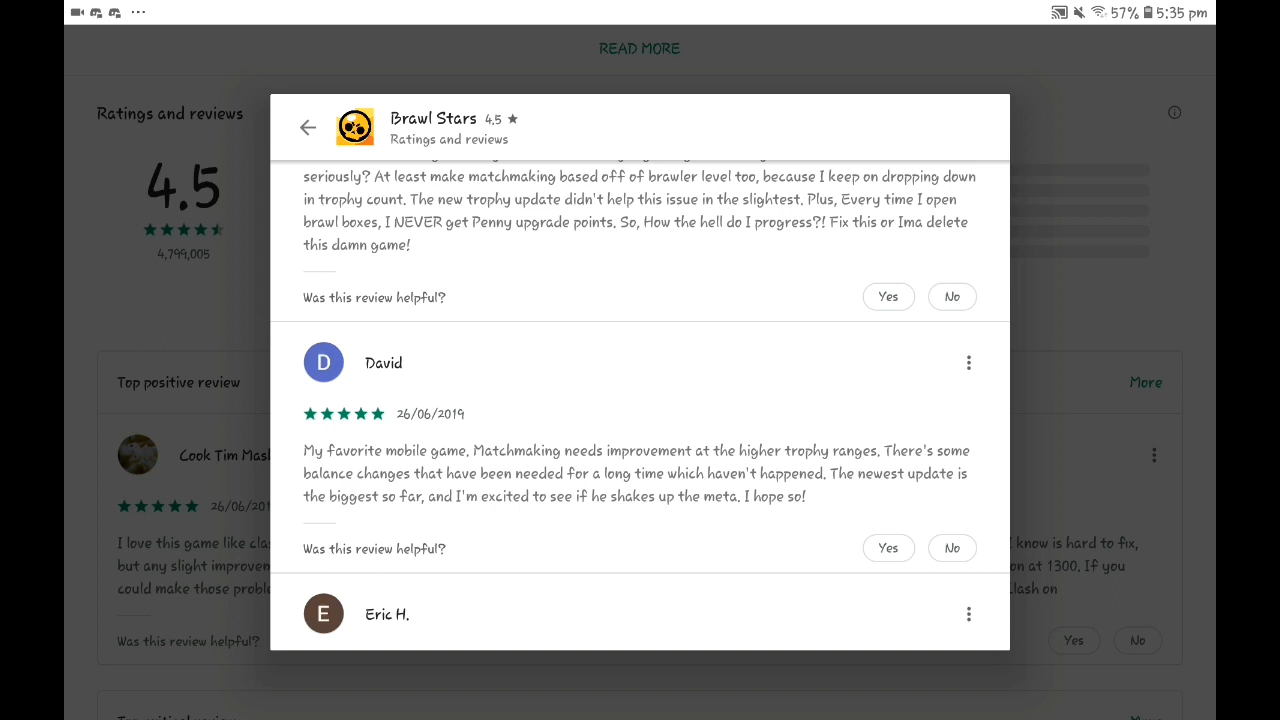 57% 5:35 pm
READ MORE
Ratings and reviews
4.5
4,799,005
Brawl Stars 4.5 ★
Ratings and reviews
seriously? At least make matchmaking based off of brawler level too, because I keep on dropping down
in trophy count. The new trophy update didn't help this issue in the slightest. Plus, Every time I open
brawl boxes, I NEVER get Penny upgrade points. So, How the hell do I progress?! Fix this or Ima delete
this damn game!
Was this review helpful? Yes No
D David
26/06/2019
My favorite mobile game. Matchmaking needs improvement at the higher trophy ranges. There's some
balance changes that have been needed for a long time which haven't happened. The newest update is
the biggest so far, and I'm excited to see if he shakes up the meta. I hope so!
Was this review helpful? Yes No
E Eric H.
Top positive review More
Cook Tim
I love this game like know is hard to fix,
but any slight on at 1300. If you
could make those
Was this review helpful? Yes No